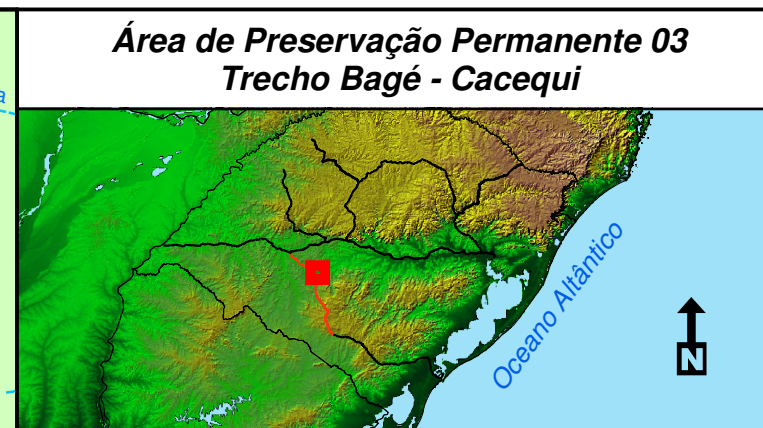 Área de Preservação Permanente 03
Trecho Bagé - Cacequi
a
Oceano Altântico
N